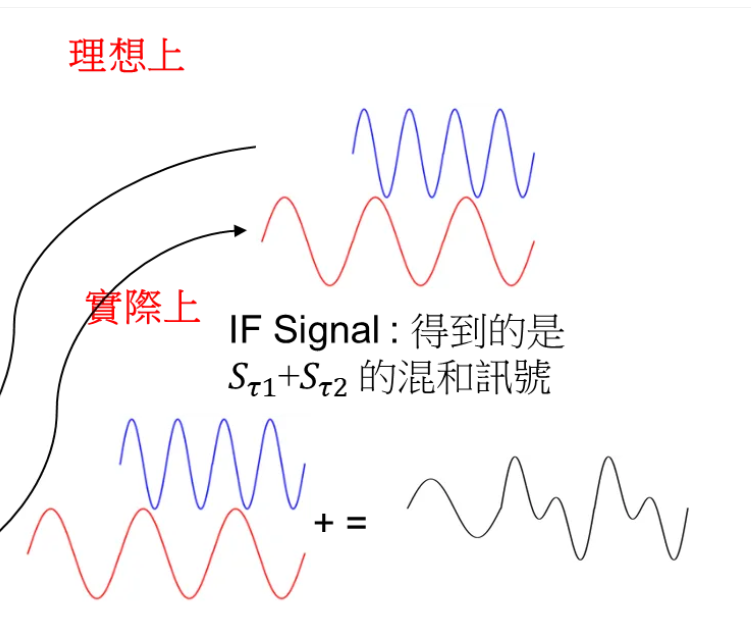 理想上
實際上
IF Signal : 得到的是
Sτ1+Sτ2 的混和訊號
+ =